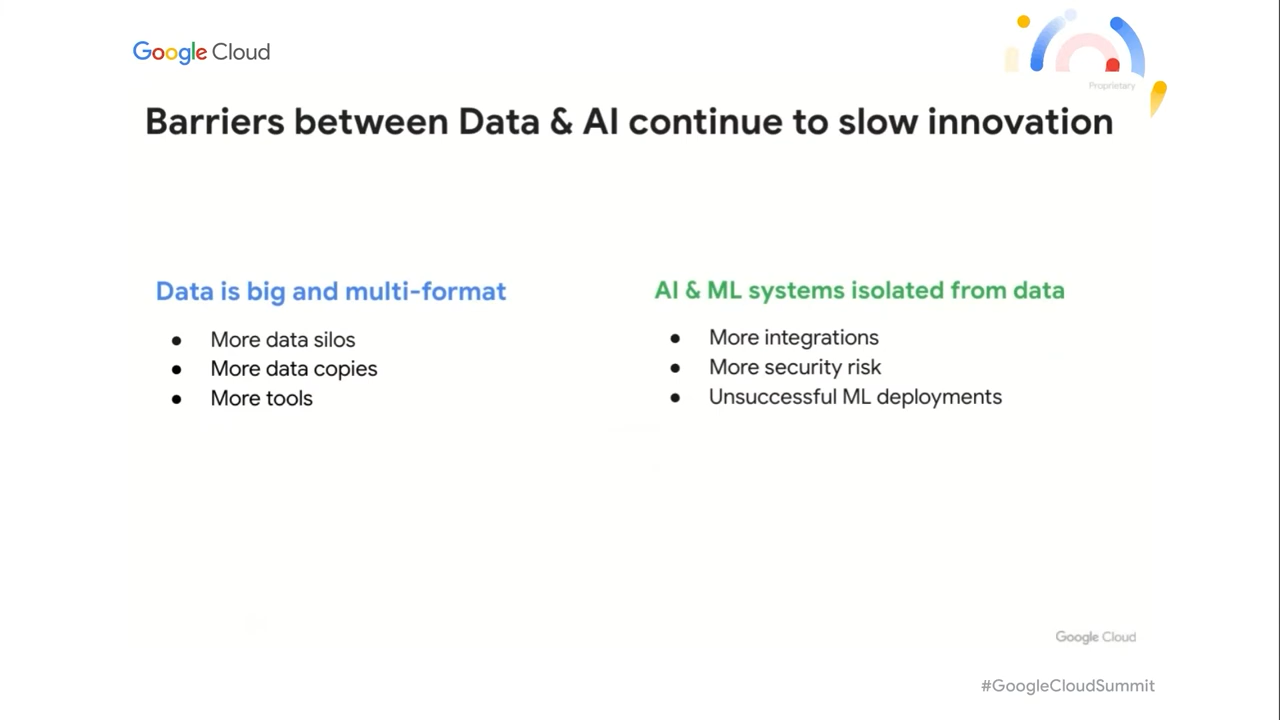 Google Cloud
Proprietary
Barriers between Data & AI continue to slow innovation
Data is big and multi-format
● More data silos
● More data copies
● More tools
AI & ML systems isolated from data
● More integrations
● More security risk
● Unsuccessful ML deployments
Google Cloud
#GoogleCloudSummit